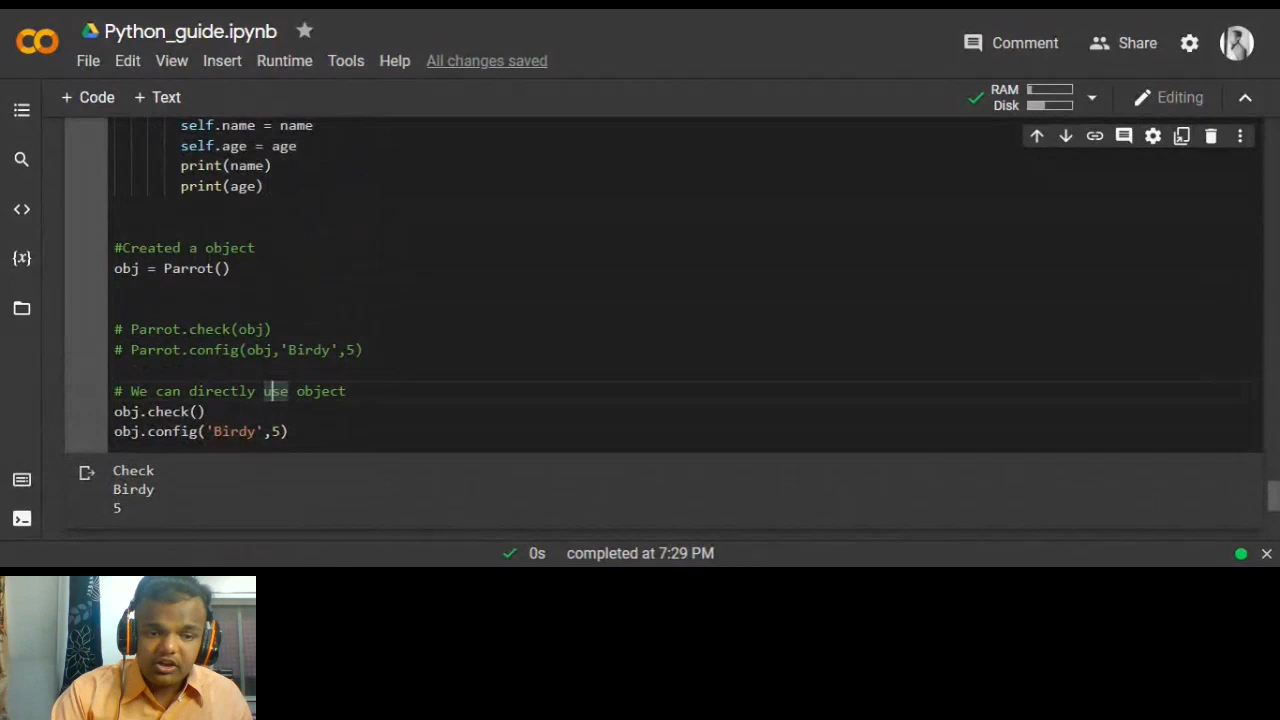 Python_guide.ipynb
File Edit View Insert Runtime Tools Help All changes saved
Comment Share
+ Code + Text
RAM
Disk
Editing
self.name = name
self.age = age
print(name)
print(age)
#Created a object
obj = Parrot()
# Parrot.check(obj)
# Parrot.config(obj,'Birdy',5)
# We can directly use object
obj.check()
obj.config('Birdy',5)
Check
Birdy
5
0s completed at 7:29 PM